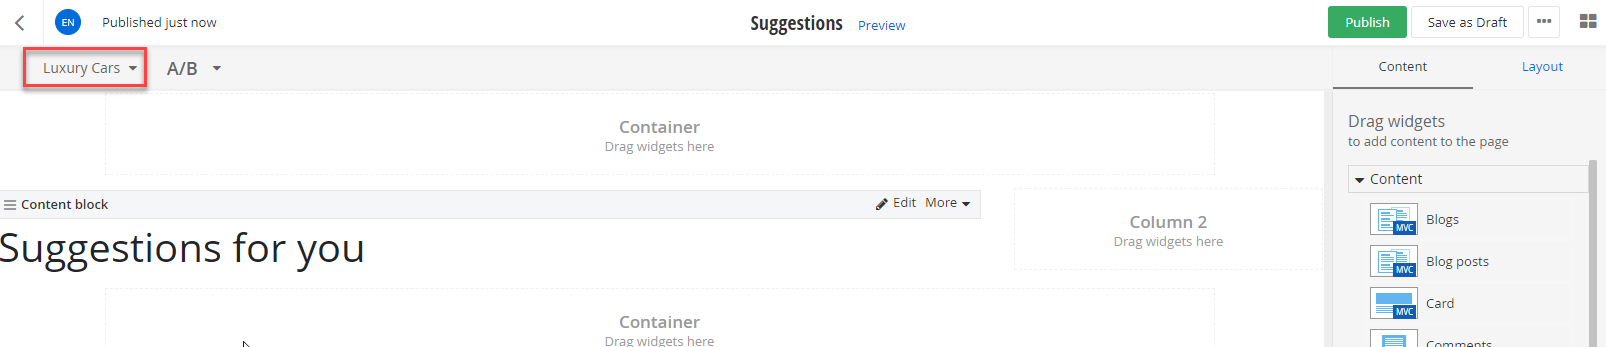 EN Published just now Suggestions Preview Publish Save as Draft
Luxury Cars A/B Content Layout
Container
Drag widgets here
Drag widgets
to add content to the page
Content
Content block Edit More
Suggestions for you
Column 2
Drag widgets here
MVC Blogs
MVC Blog posts
MVC Card
Comments
Container
Drag widgets here